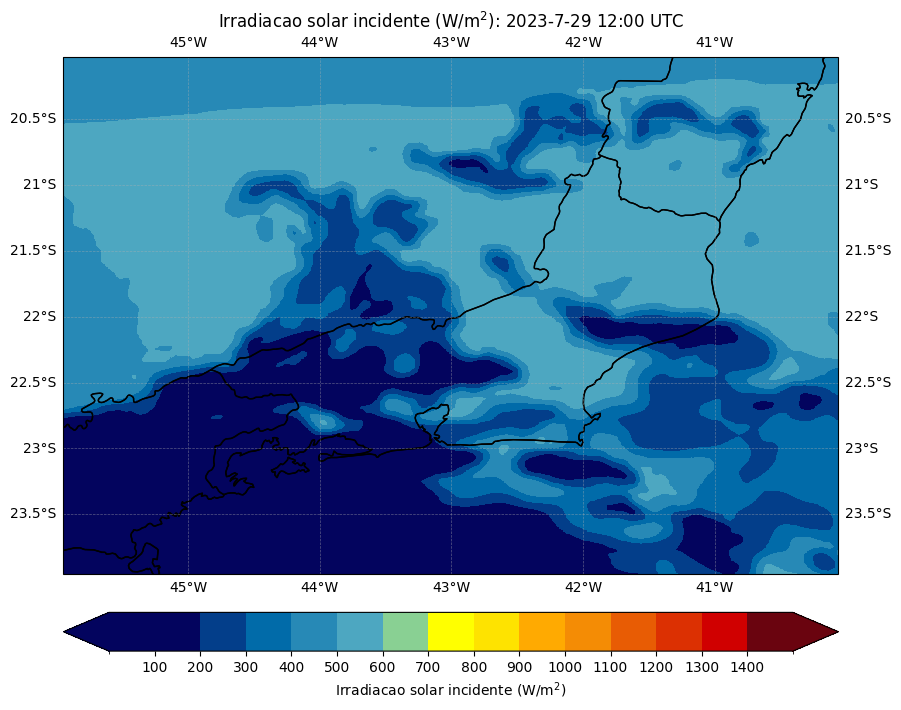 Irradiacao solar incidente (W/m²): 2023-7-29 12:00 UTC
45°W 44°W 43°W 42°W 41°W
20.5°S 20.5°S
21°S 21°S
21.5°S 21.5°S
22°S 22°S
22.5°S 22.5°S
23°S 23°S
23.5°S 23.5°S
45°W 44°W 43°W 42°W 41°W
100 200 300 400 500 600 700 800 900 1000 1100 1200 1300 1400
Irradiacao solar incidente (W/m²)